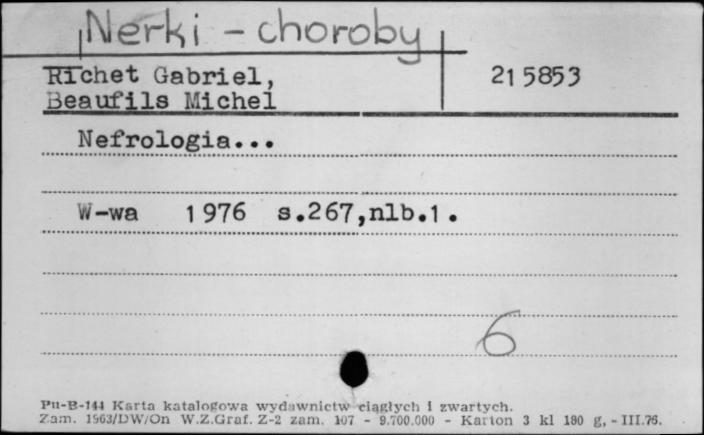 Nerki - choroby
Richet Gabriel, 215853
Beaufils Michel
Nefrologia...
W-wa 1976 s.267,nlb.1.
6
Pu-B-144 Karta katalogowa wydawnictw ciągłych i zwartych.
Zam. 1963/DW/On W.Z.Graf. Z-2 zam. 107 - 9.700.000 - Karton 3 kl 180 g, - III.76.